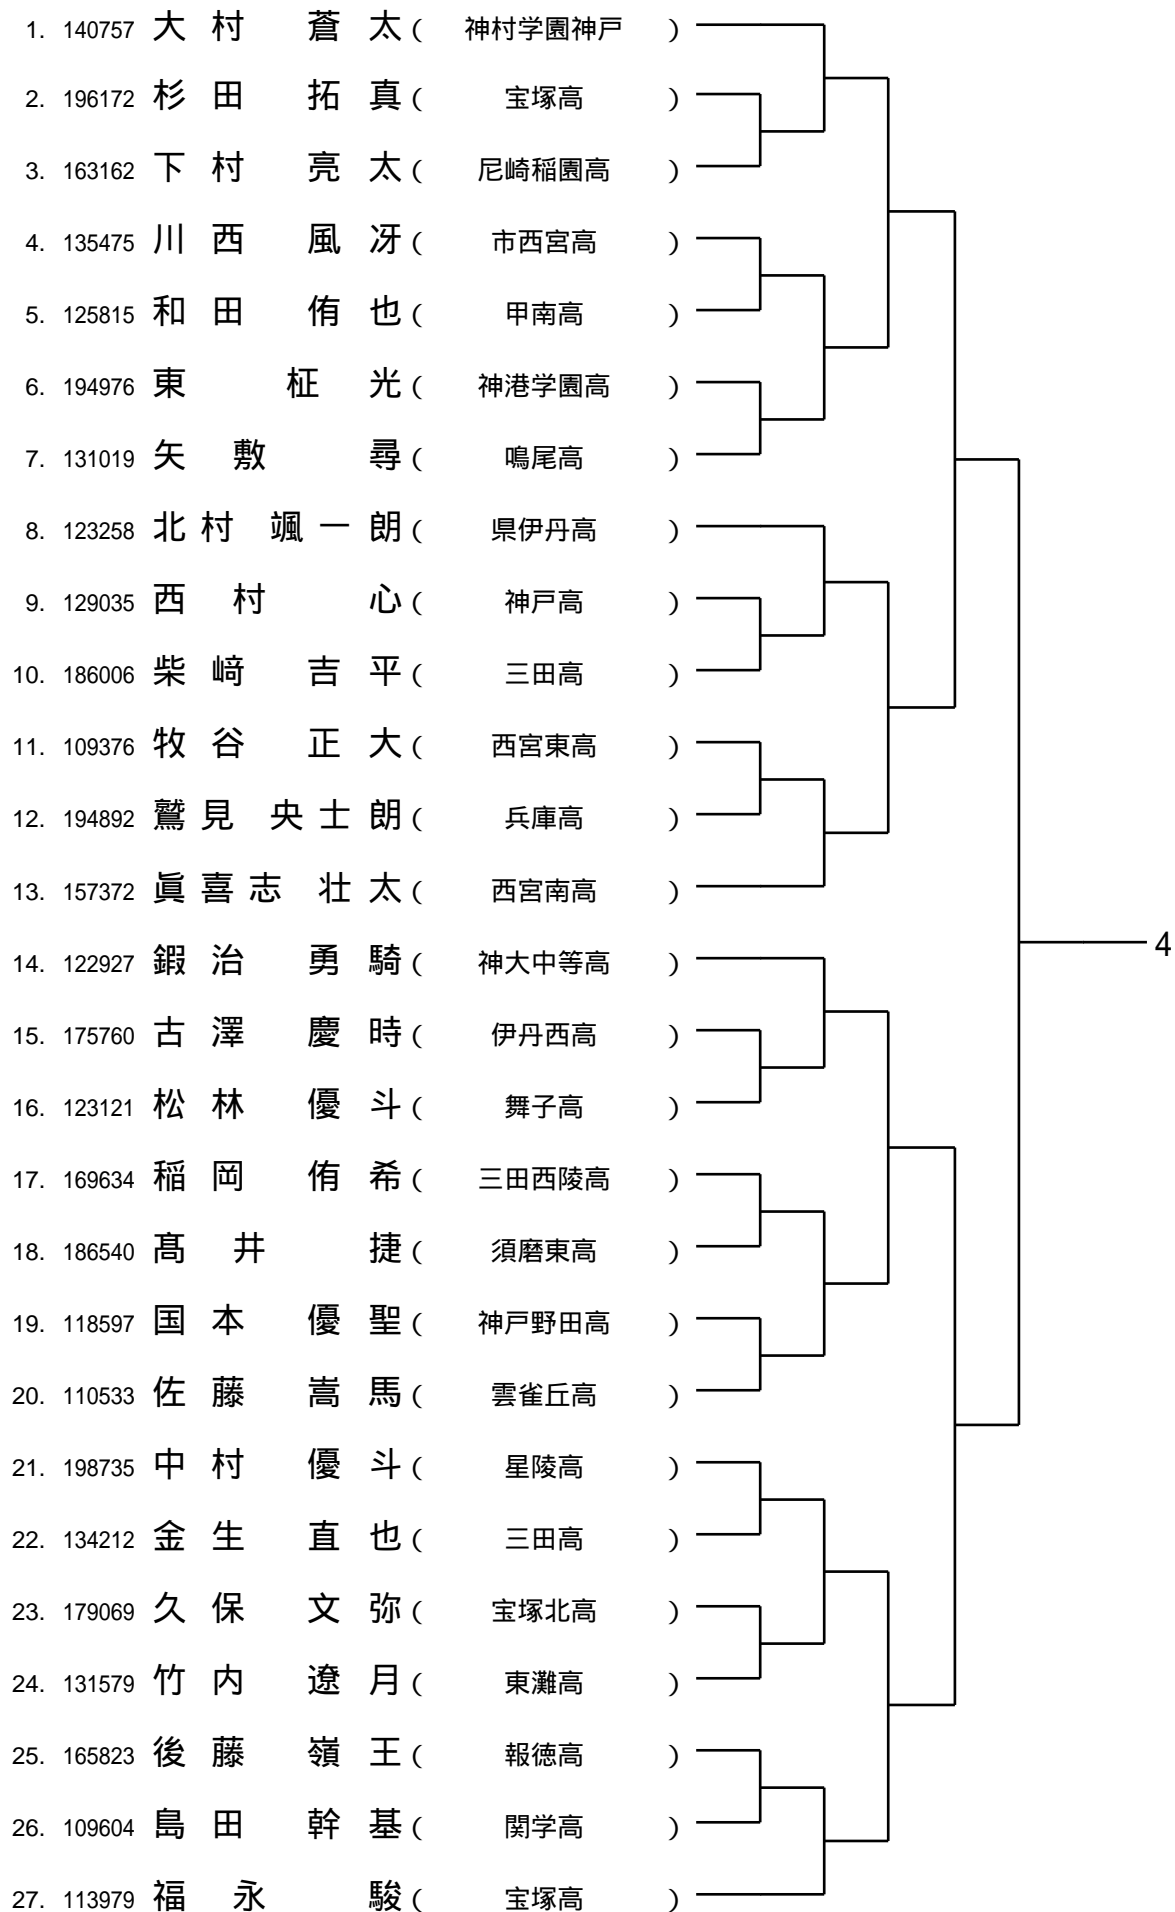 1. 140757 大村 蒼太 ( 神村学園神戸 )
2. 196172 杉田 拓真 ( 宝塚高 )
3. 163162 下村 亮太 ( 尼崎稲園高 )
4. 135475 川西 風冴 ( 市西宮高 )
5. 125815 和田 侑也 ( 甲南高 )
6. 194976 東 柾光 ( 神港学園高 )
7. 131019 矢敷 尋 ( 鳴尾高 )
8. 123258 北村 颯一朗 ( 県伊丹高 )
9. 129035 西村 心 ( 神戸高 )
10. 186006 柴﨑 吉平 ( 三田高 )
11. 109376 牧谷 正大 ( 西宮東高 )
12. 194892 鷲見 央士朗 ( 兵庫高 )
13. 157372 眞喜志 壮太 ( 西宮南高 )
4
14. 122927 鍜治 勇騎 ( 神大中等高 )
15. 175760 古澤 慶時 ( 伊丹西高 )
16. 123121 松林 優斗 ( 舞子高 )
17. 169634 稲岡 侑希 ( 三田西陵高 )
18. 186540 髙井 捷 ( 須磨東高 )
19. 118597 国本 優聖 ( 神戸野田高 )
20. 110533 佐藤 嵩馬 ( 雲雀丘高 )
21. 198735 中村 優斗 ( 星陵高 )
22. 134212 金生 直也 ( 三田高 )
23. 179069 久保 文弥 ( 宝塚北高 )
24. 131579 竹内 遼月 ( 東灘高 )
25. 165823 後藤 嶺王 ( 報徳高 )
26. 109604 島田 幹基 ( 関学高 )
27. 113979 福永 駿 ( 宝塚高 )